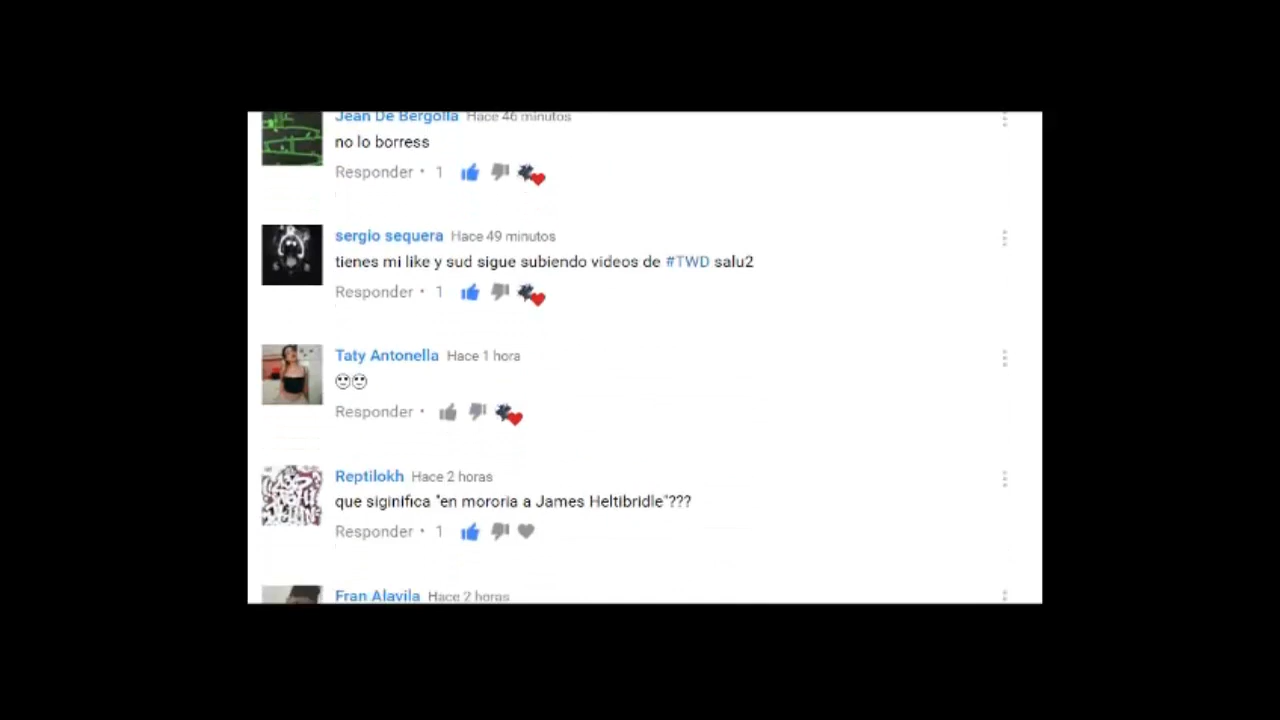 Jean De Bergolla Hace 46 minutos
no lo borress
Responder • 1
sergio sequera Hace 49 minutos
tienes mi like y sud sigue subiendo videos de #TWD salu2
Responder • 1
Taty Antonella Hace 1 hora
🙄🙄
Responder •
Reptilokh Hace 2 horas
que siginifica "en mororia a James Heltibridle"???
Responder • 1
Fran Alavila Hace 2 horas